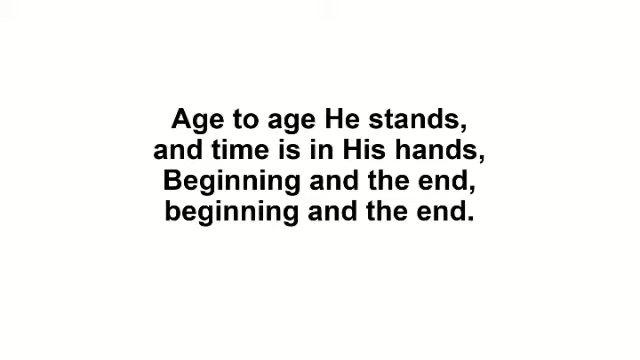 Age to age He stands,
and time is in His hands,
Beginning and the end,
beginning and the end.